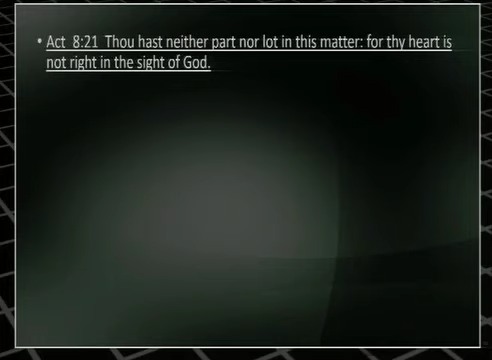 • Act 8:21 Thou hast neither part nor lot in this matter: for thy heart is
not right in the sight of God.